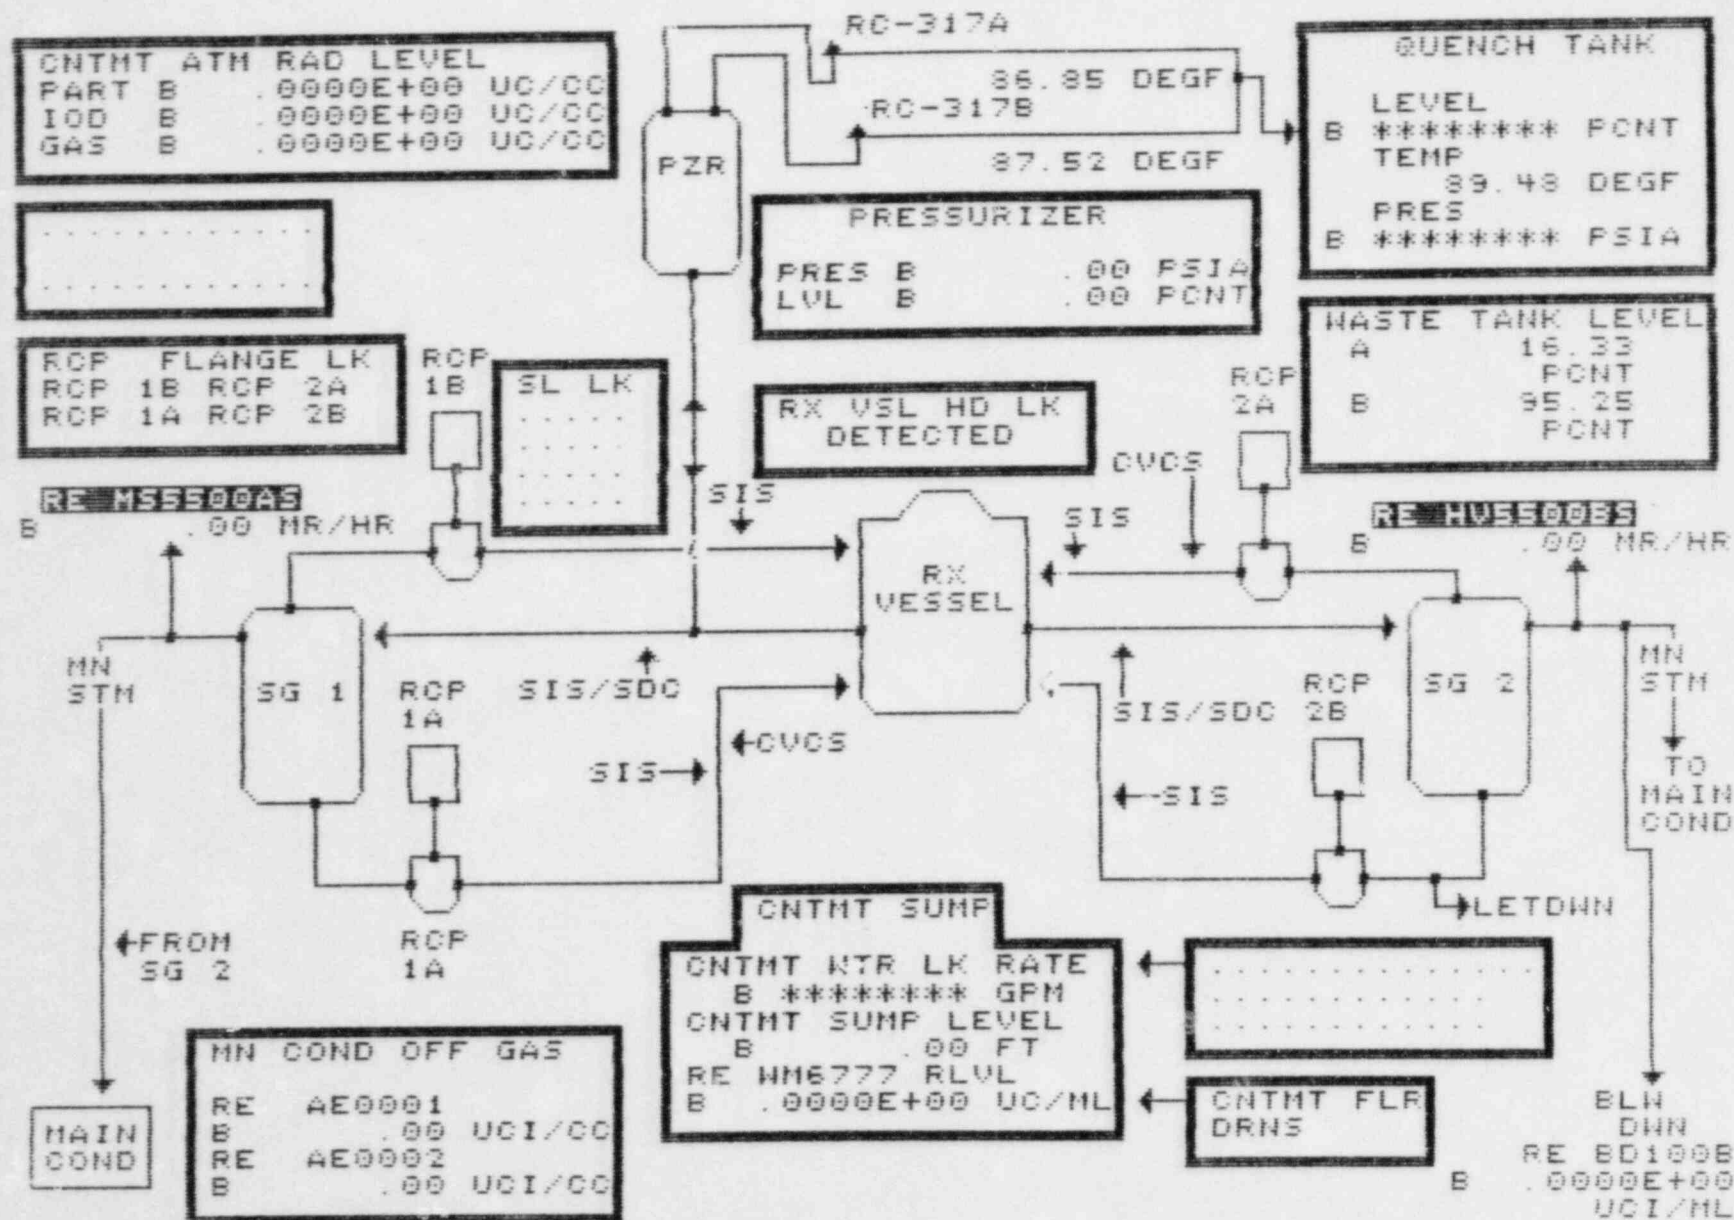 CNTMT ATM RAD LEVEL
PART B .0000E+00 UC/CC
IOD B .0000E+00 UC/CC
GAS B .0000E+00 UC/CC
RC-317A
86.85 DEGF
RC-317B
87.52 DEGF
PZR
QUENCH TANK
LEVEL
B ******** PCNT
TEMP
89.48 DEGF
PRES
B ******** PSIA
. . . . . . . . . . . .
. . . . . . . . . . . .
PRESSURIZER
PRES B .00 PSIA
LVL B .00 PCNT
WASTE TANK LEVEL
A 16.33
PCNT
B 95.25
PCNT
RCP FLANGE LK
RCP 1B RCP 2A
RCP 1A RCP 2B
RCP
1B
SL LK
. . . . .
. . . . .
. . . . .
. . . . .
RX VSL HD LK
DETECTED
RCP
2A
RE MS5500AS
B .00 MR/HR
SIS
CVCS
SIS
RE HV5500BS
B .00 MR/HR
RX
VESSEL
MN
STM
SG 1
RCP
1A
SIS/SDC
SIS/SDC
RCP
2B
SG 2
MN
STM
CVCS
SIS
SIS
TO
MAIN
COND
LETDWN
FROM
SG 2
RCP
1A
CNTMT SUMP
CNTMT WTR LK RATE
B ******** GPM
CNTMT SUMP LEVEL
B .00 FT
RE WM6777 RLVL
B .0000E+00 UC/ML
. . . . . . . . . . . . . .
. . . . . . . . . . . .
. . . . . . . . . . . .
CNTMT FLR
DRNS
MAIN
COND
MN COND OFF GAS
RE AE0001
B .00 UCI/CC
RE AE0002
B .00 UCI/CC
BLW
DWN
RE BD100B
B .0000E+00
UCI/ML